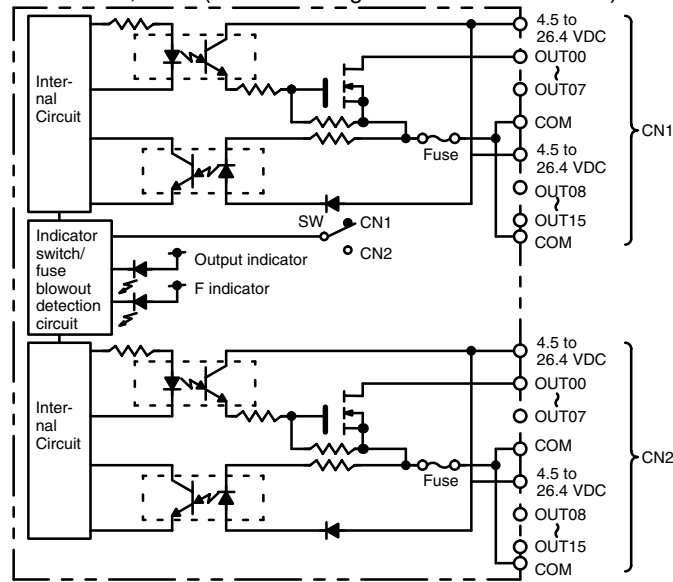 4.5 to
26.4 VDC
OUT00
OUT07
COM
4.5 to
26.4 VDC
OUT08
OUT15
COM
CN1
Inter-
nal
Circuit
Fuse
SW
CN1
CN2
Indicator
switch/
fuse
blowout
detection
circuit
Output indicator
F indicator
4.5 to
26.4 VDC
OUT00
OUT07
COM
4.5 to
26.4 VDC
OUT08
OUT15
COM
CN2
Inter-
nal
Circuit
Fuse